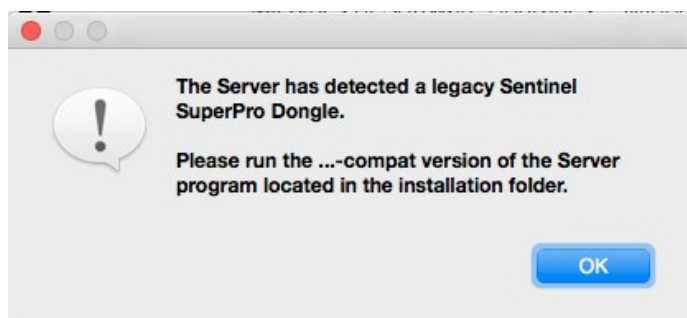 The Server has detected a legacy Sentinel
SuperPro Dongle.
Please run the ...-compat version of the Server
program located in the installation folder.
OK